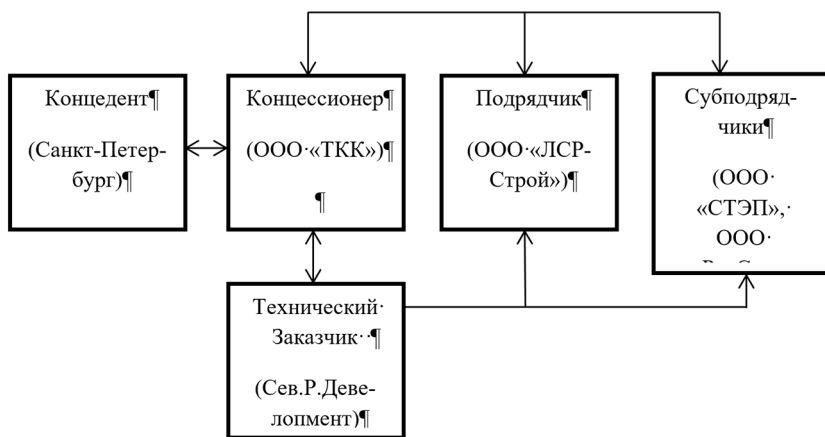 Концедент¶
(Санкт-Петер-
бург)¶
Концессионер¶
(ООО·«ТКК»)¶
¶
Подрядчик¶
(ООО·«ЛСР-
Строй»)¶
Субподряд-
чики¶
(ООО·
«СТЭП»,·
ООО·
Технический·
Заказчик··¶
(Сев.Р.Деве-
лопмент)¶